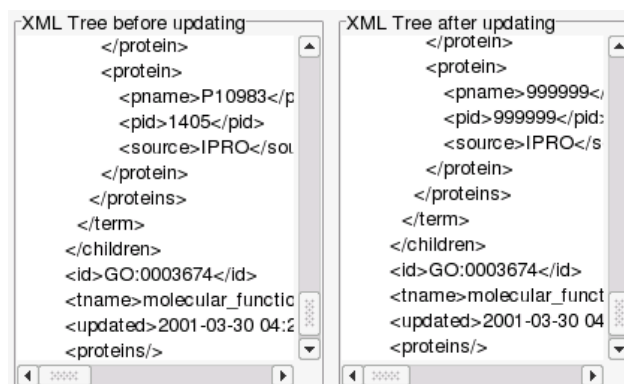 XML Tree before updating
</protein>
<protein>
<pname>P10983</p
<pid>1405</pid>
<source>IPRO</sou
</protein>
</proteins>
</term>
</children>
<id>GO:0003674</id>
<tname>molecular_functic
<updated>2001-03-30 04:2
<proteins/>
XML Tree after updating
</protein>
<protein>
<pname>999999</
<pid>999999</pid>
<source>IPRO</s
</protein>
</proteins>
</term>
</children>
<id>GO:0003674</id>
<tname>molecular_funct
<updated>2001-03-30 04
<proteins/>